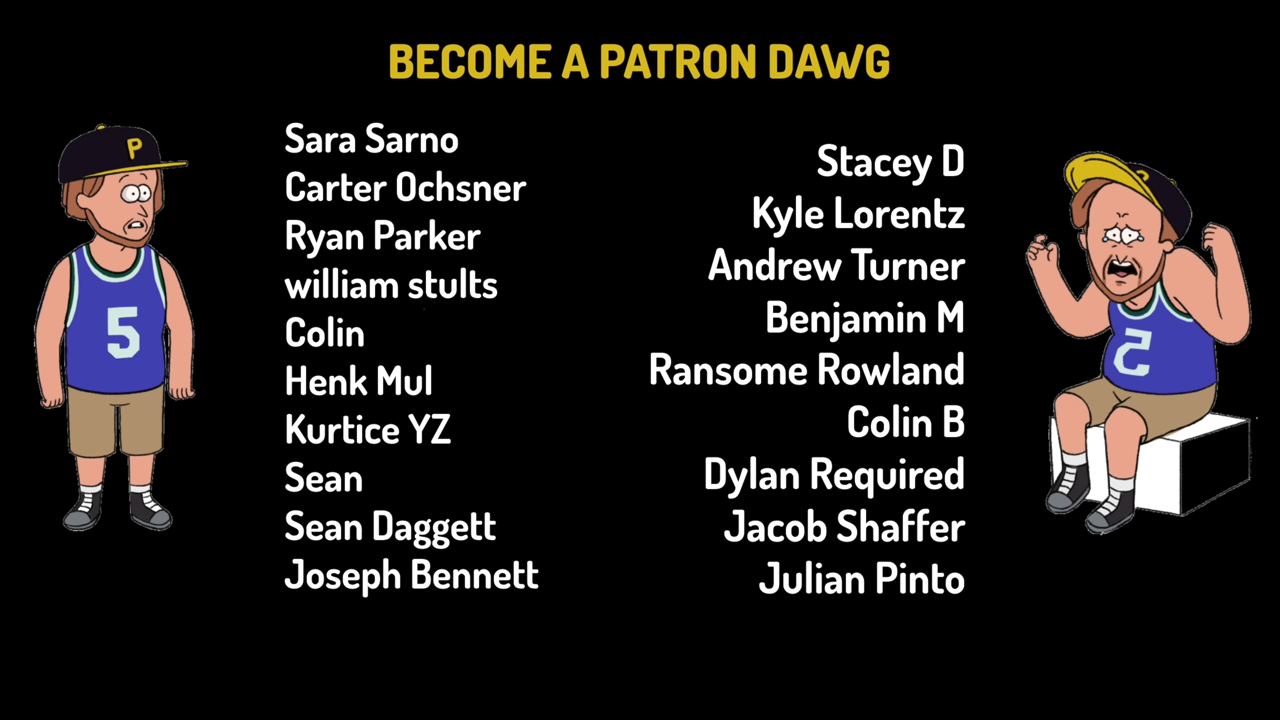 BECOME A PATRON DAWG
Sara Sarno
Carter Ochsner
Ryan Parker
william stults
Colin
Henk Mul
Kurtice YZ
Sean
Sean Daggett
Joseph Bennett
Stacey D
Kyle Lorentz
Andrew Turner
Benjamin M
Ransome Rowland
Colin B
Dylan Required
Jacob Shaffer
Julian Pinto
P
5
5